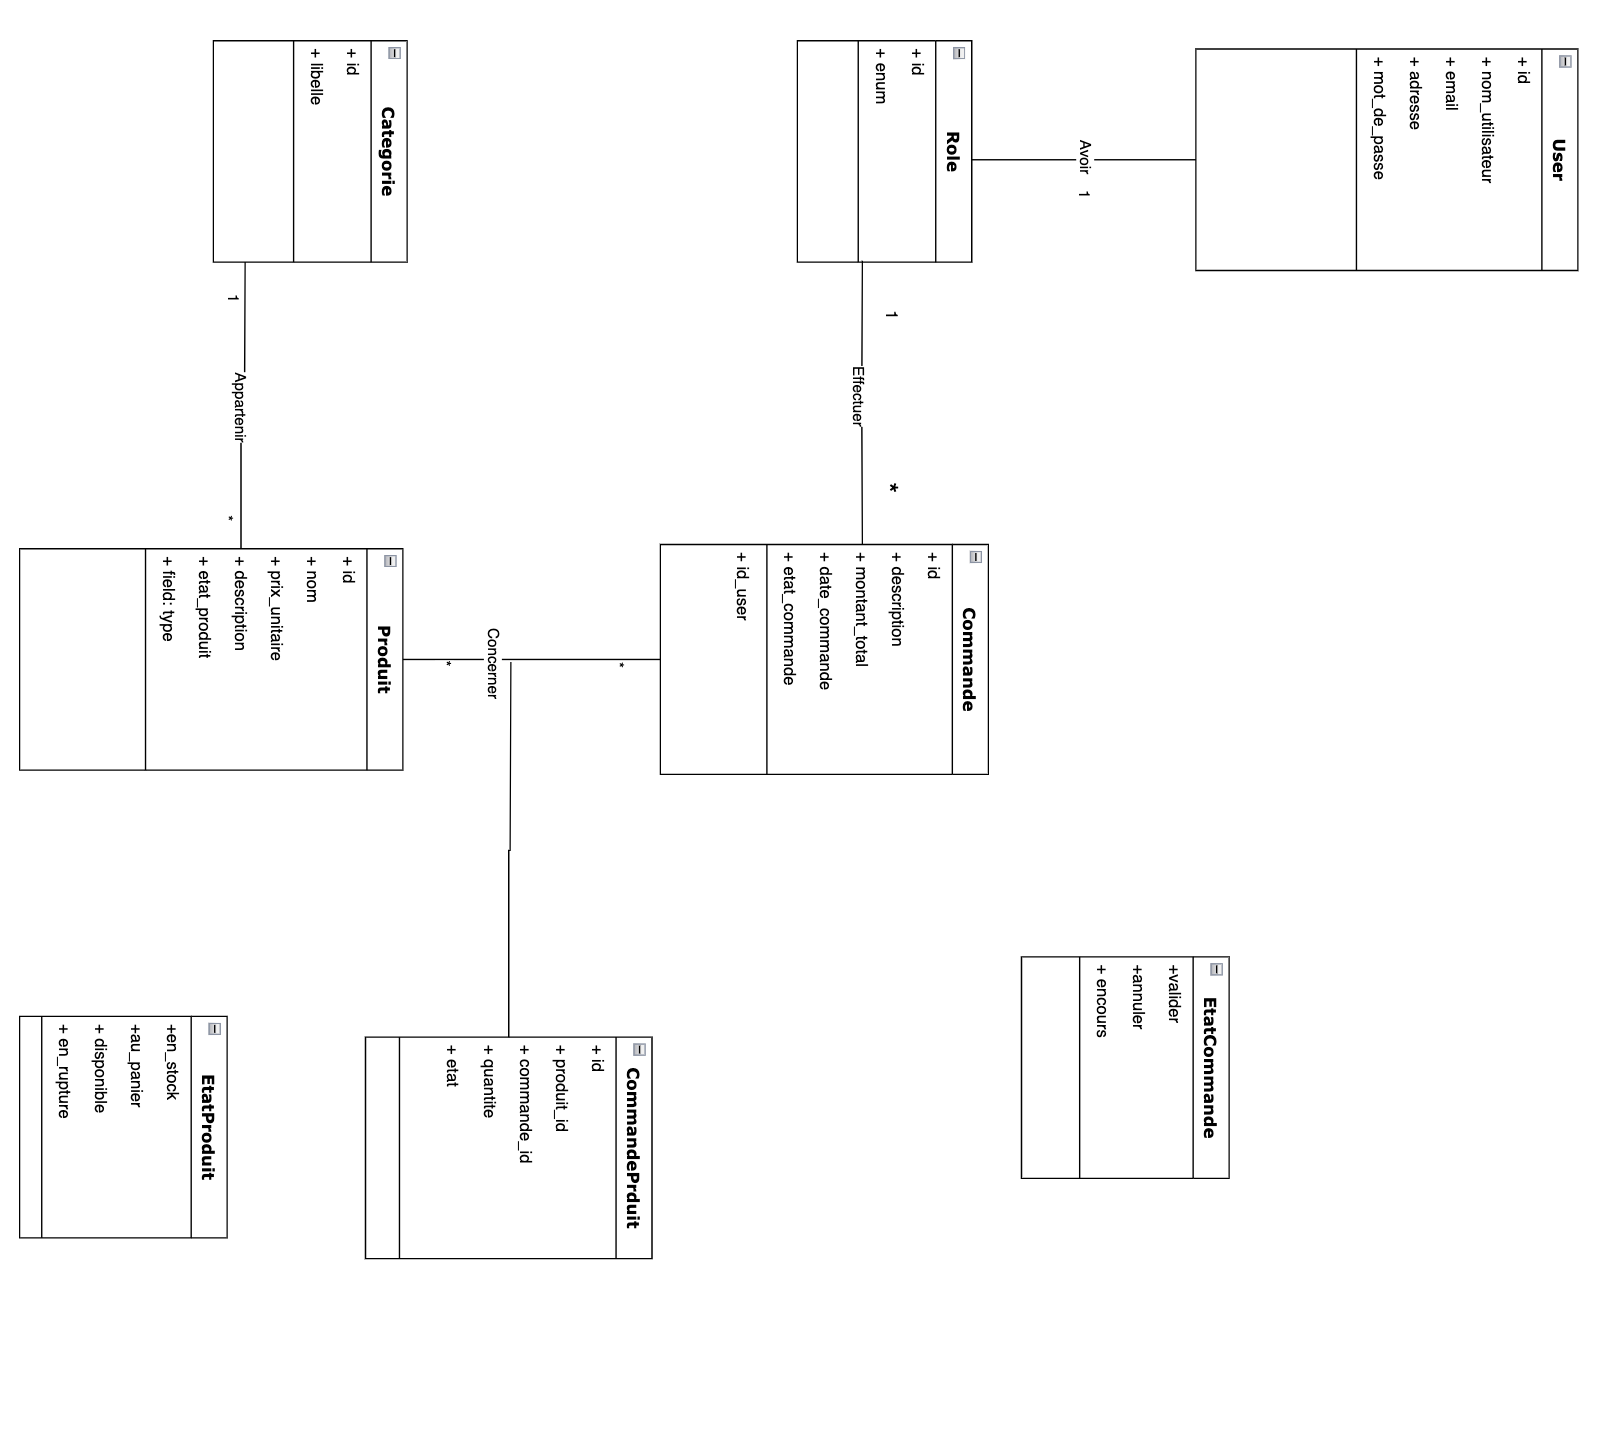 User
+ id
+ nom_utilisateur
+ email
+ adresse
+ mot_de_passe
Avoir
1
Role
+ id
+ enum
1
Effectuer
*
Commande
+ id
+ description
+ montant_total
+ date_commande
+ etat_commande
+ id_user
EtatCommande
+valider
+annuler
+ encours
*
Concerner
*
CommandePrduit
+ id
+ produit_id
+ commande_id
+ quantite
+ etat
Categorie
+ id
+ libelle
1
Appartenir
*
Produit
+ id
+ nom
+ prix_unitaire
+ description
+ etat_produit
+ field: type
EtatProduit
+en_stock
+au_panier
+ disponible
+ en_rupture